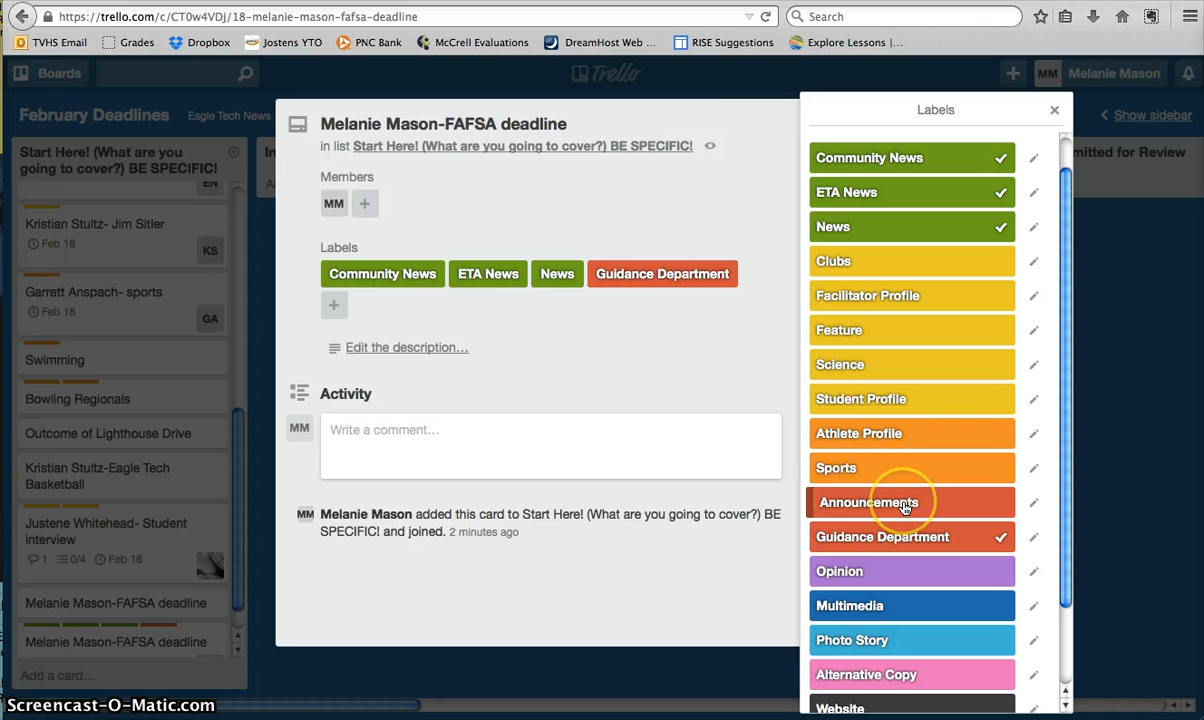 https://trello.com/c/CT0w4VDj/18-melanie-mason-fafsa-deadline
Search
TVHS Email
Grades
Dropbox
Jostens YTO
PNC Bank
McCrell Evaluations
DreamHost Web ...
RISE Suggestions
Explore Lessons |...
Boards
Trello
MM
Melanie Mason
February Deadlines
Eagle Tech News
Start Here! (What are you
going to cover?) BE SPECIFIC!
EN
Kristian Stultz- Jim Sitler
Feb 18
KS
Garrett Anspach- sports
Feb 18
GA
Swimming
Bowling Regionals
Outcome of Lighthouse Drive
Kristian Stultz-Eagle Tech
Basketball
Justene Whitehead- Student
interview
1 0/4 Feb 18
Melanie Mason-FAFSA deadline
Melanie Mason-FAFSA deadline
Add a card...
Melanie Mason-FAFSA deadline
in list Start Here! (What are you going to cover?) BE SPECIFIC!
Members
MM
Labels
Community News
ETA News
News
Guidance Department
Edit the description...
Activity
MM
Write a comment...
MM
Melanie Mason added this card to Start Here! (What are you going to cover?) BE
SPECIFIC! and joined. 2 minutes ago
Labels
Community News
ETA News
News
Clubs
Facilitator Profile
Feature
Science
Student Profile
Athlete Profile
Sports
Announcements
Guidance Department
Opinion
Multimedia
Photo Story
Alternative Copy
Website
Show sidebar
mitted for Review
Screencast-O-Matic.com